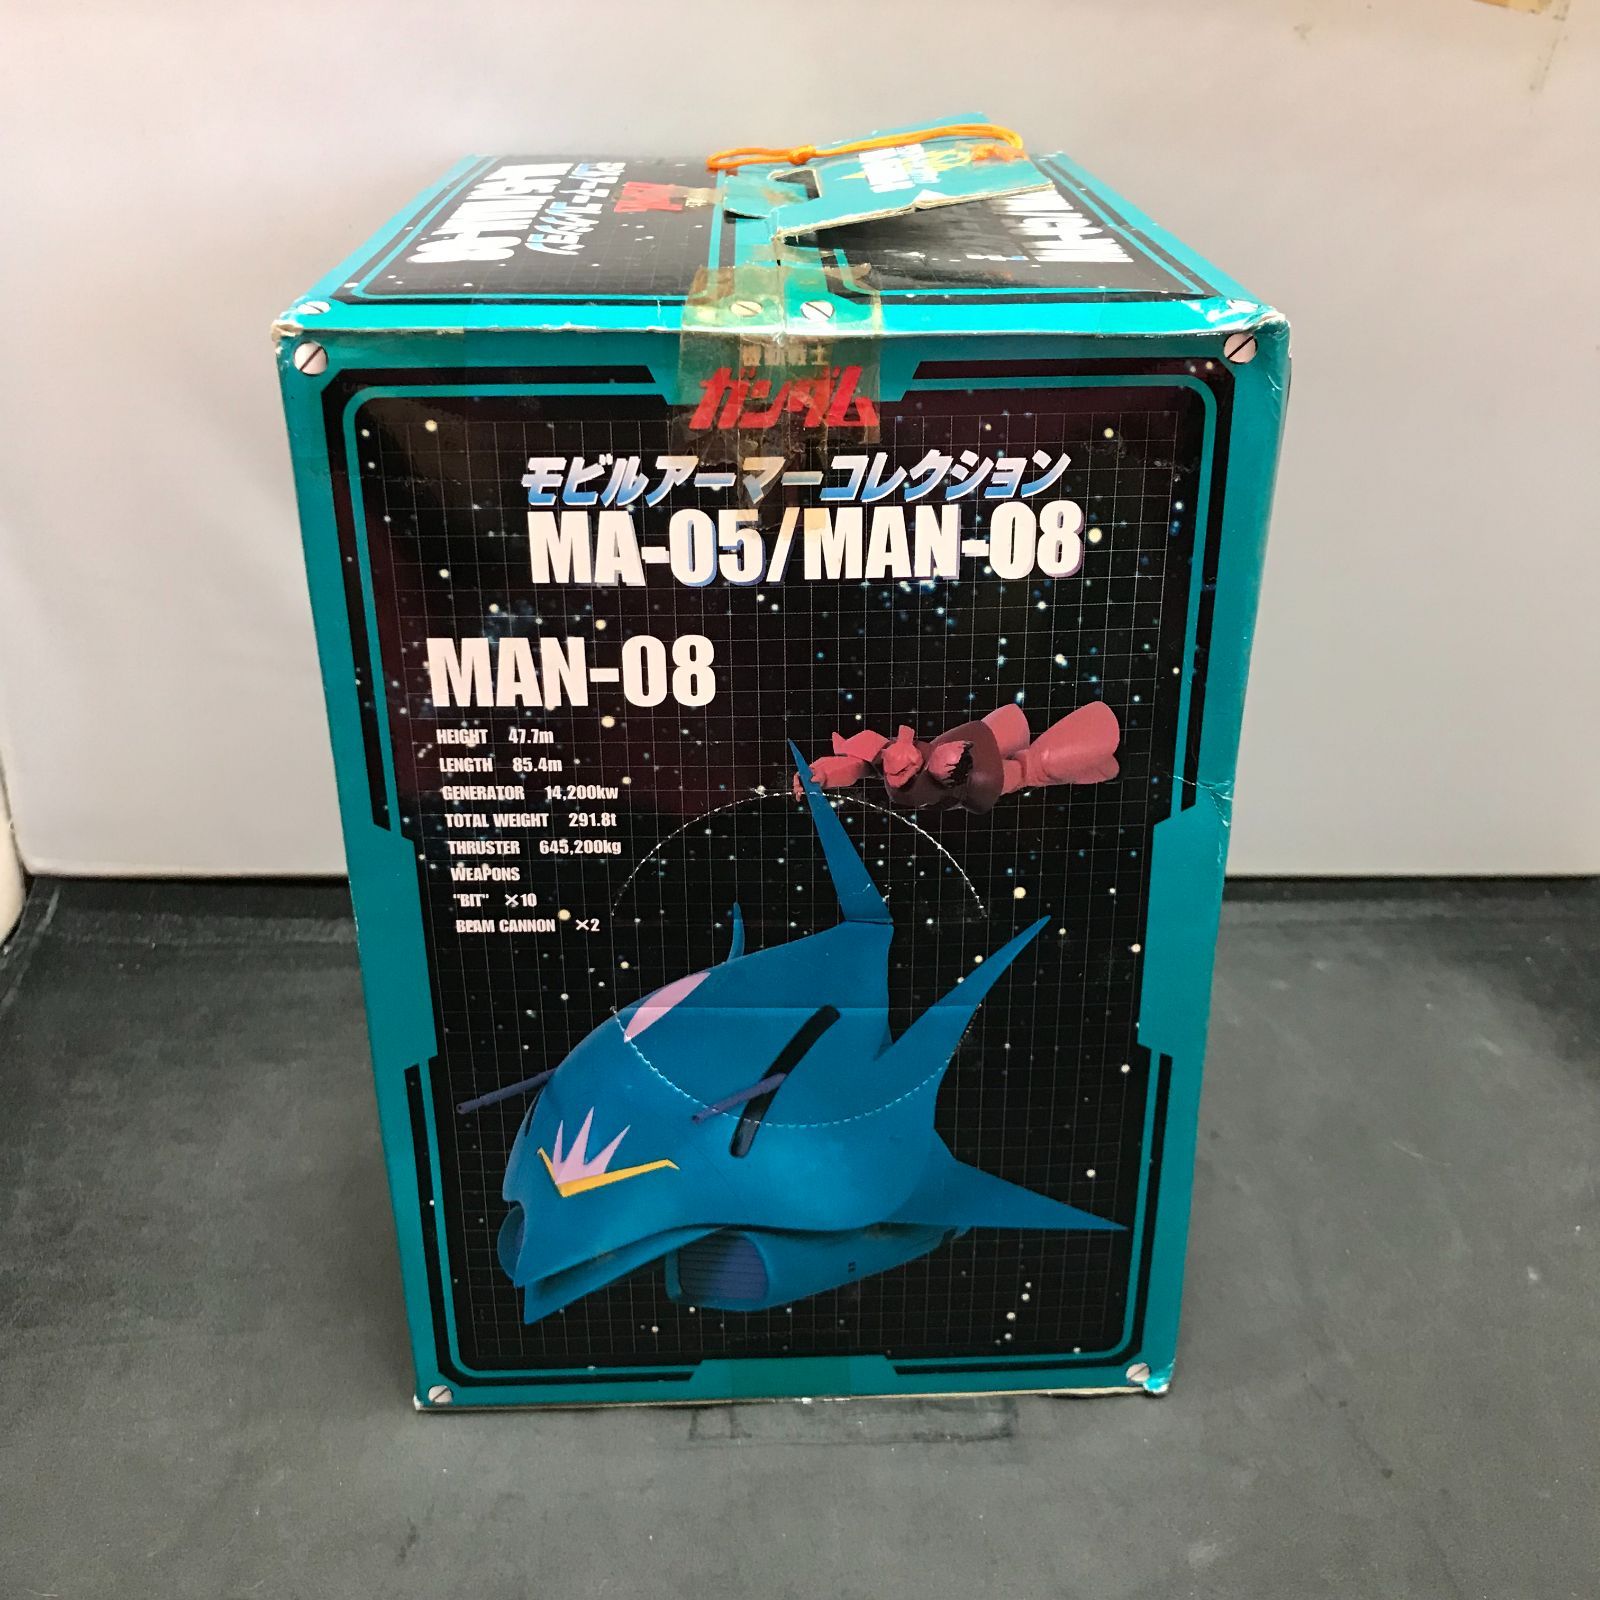 機動戦士
ガンダム
モビルアーマーコレクション
MA-05/MAN-08
MAN-08
HEIGHT 47.7m
LENGTH 85.4m
GENERATOR 14,200kw
TOTAL WEIGHT 291.8t
THRUSTER 645,200kg
WEAPONS
"BIT" ×10
BEAM CANNON ×2